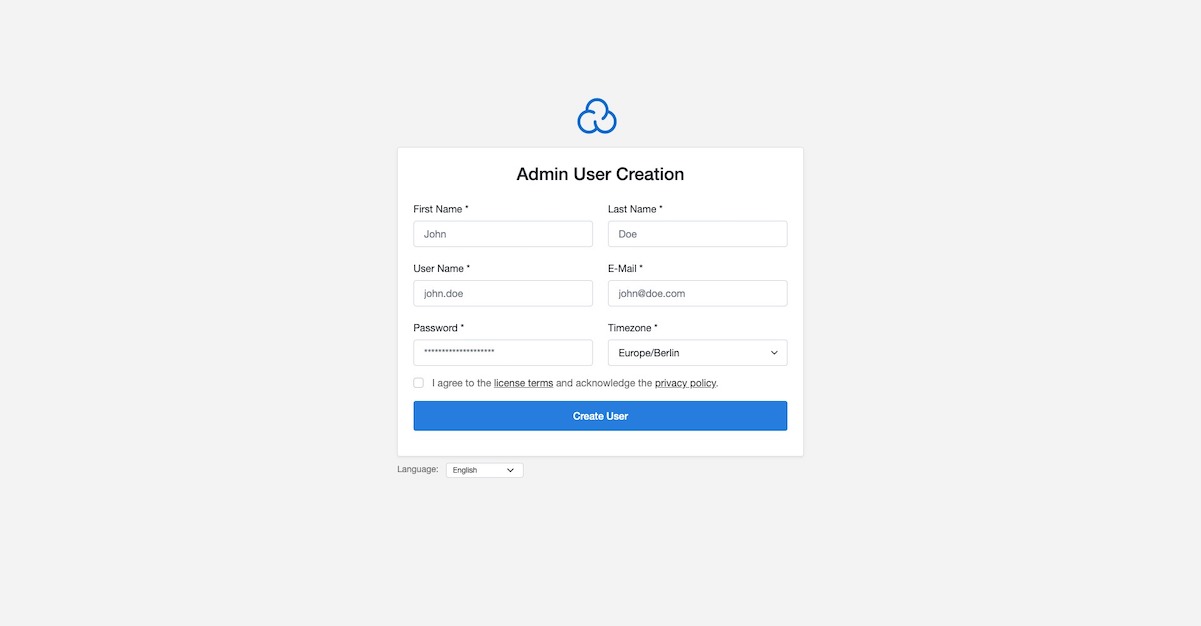 Admin User Creation
First Name * Last Name *
John Doe
User Name * E-Mail *
john.doe john@doe.com
Password * Timezone *
******************** Europe/Berlin
I agree to the license terms and acknowledge the privacy policy.
Create User
Language: English